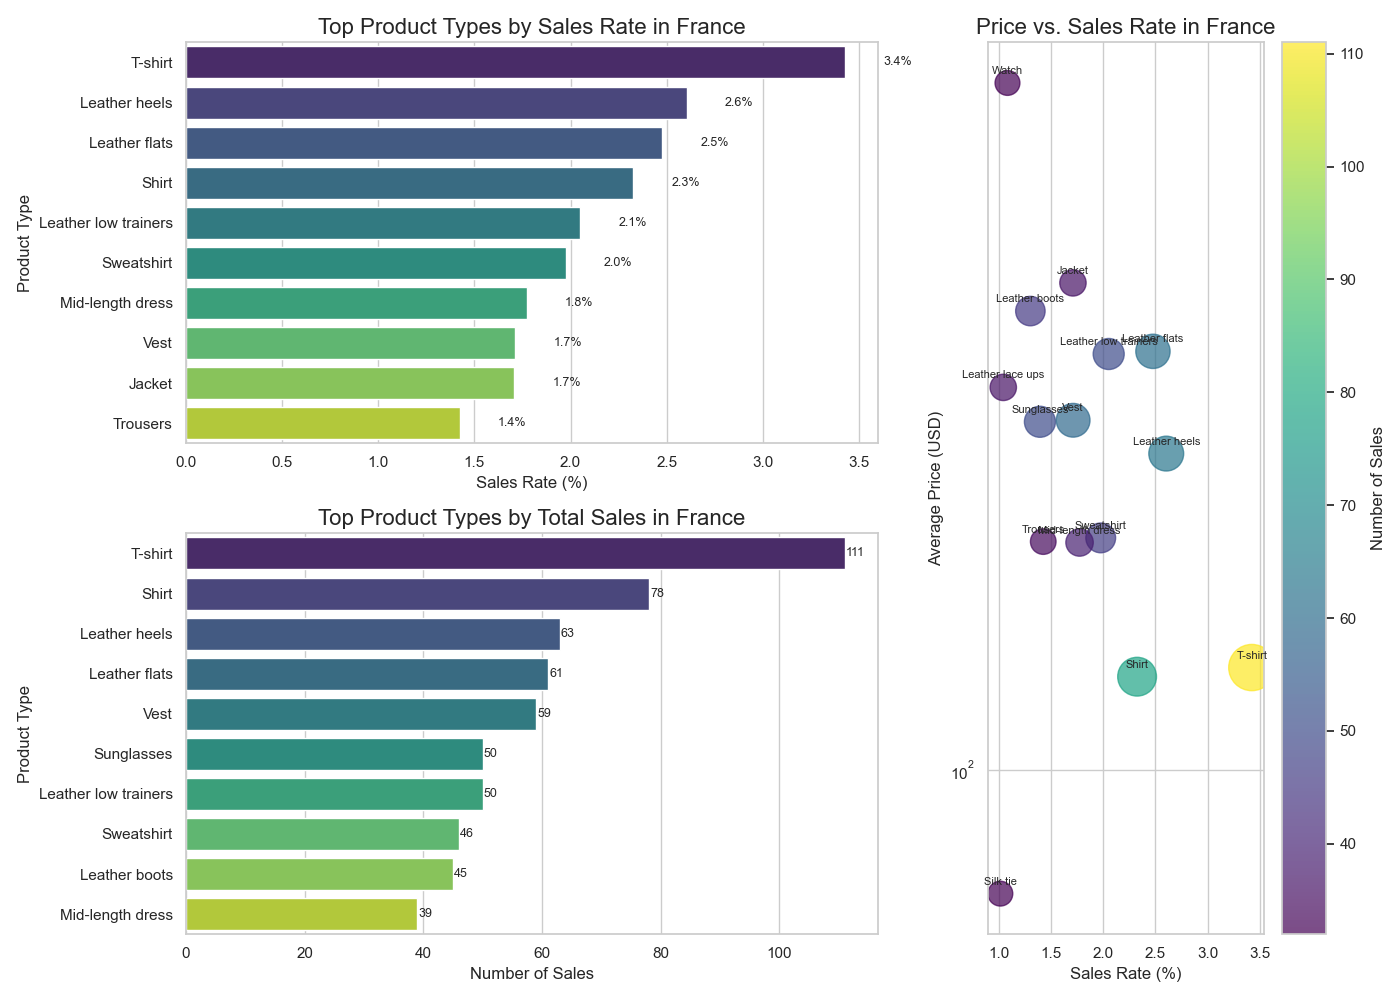 Top Product Types by Sales Rate in France
Product Type
T-shirt 3.4%
Leather heels 2.6%
Leather flats 2.5%
Shirt 2.3%
Leather low trainers 2.1%
Sweatshirt 2.0%
Mid-length dress 1.8%
Vest 1.7%
Jacket 1.7%
Trousers 1.4%
0.0 0.5 1.0 1.5 2.0 2.5 3.0 3.5
Sales Rate (%)
Top Product Types by Total Sales in France
Product Type
T-shirt 111
Shirt 78
Leather heels 63
Leather flats 61
Vest 59
Sunglasses 50
Leather low trainers 50
Sweatshirt 46
Leather boots 45
Mid-length dress 39
0 20 40 60 80 100
Number of Sales
Price vs. Sales Rate in France
Average Price (USD)
10²
Watch
Jacket
Leather boots
Leather low trainers
Leather flats
Leather lace ups
Sunglasses
Vest
Leather heels
Trousers
Mid-length dress
Sweatshirt
Shirt
T-shirt
Silk tie
1.0 1.5 2.0 2.5 3.0 3.5
Sales Rate (%)
110
100
90
80
70
60
50
40
Number of Sales